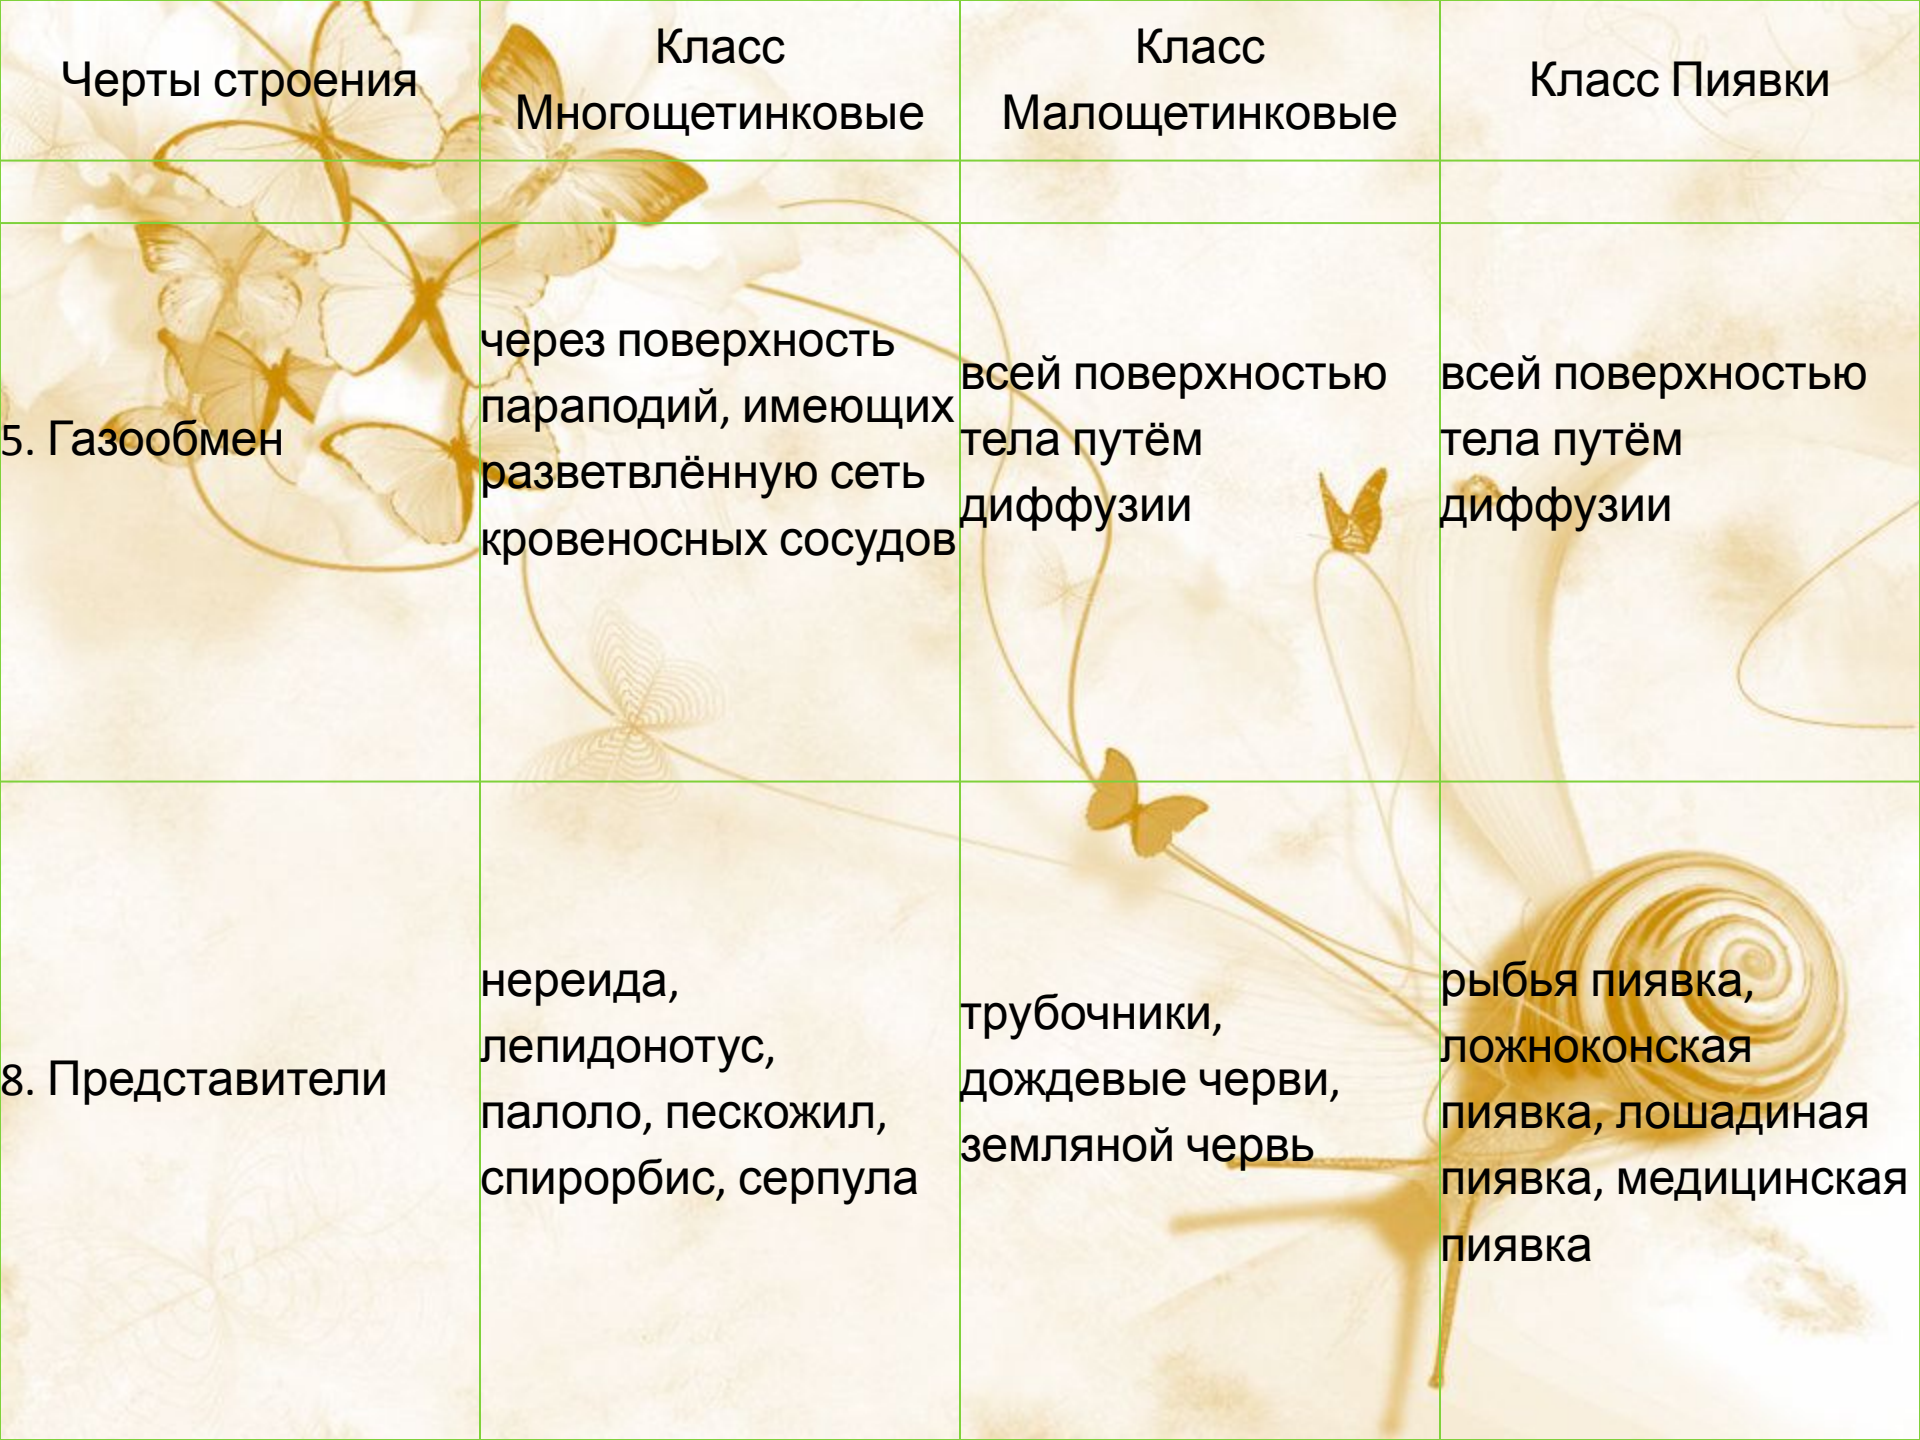 Черты строения
Класс
Многощетинковые
Класс
Малощетинковые
Класс Пиявки
5. Газообмен
через поверхность
параподий, имеющих
разветвлённую сеть
кровеносных сосудов
всей поверхностью
тела путём
диффузии
всей поверхностью
тела путём
диффузии
8. Представители
нереида,
лепидонотус,
палоло, пескожил,
спирорбис, серпула
трубочники,
дождевые черви,
земляной червь
рыбья пиявка,
ложноконская
пиявка, лошадиная
пиявка, медицинская
пиявка